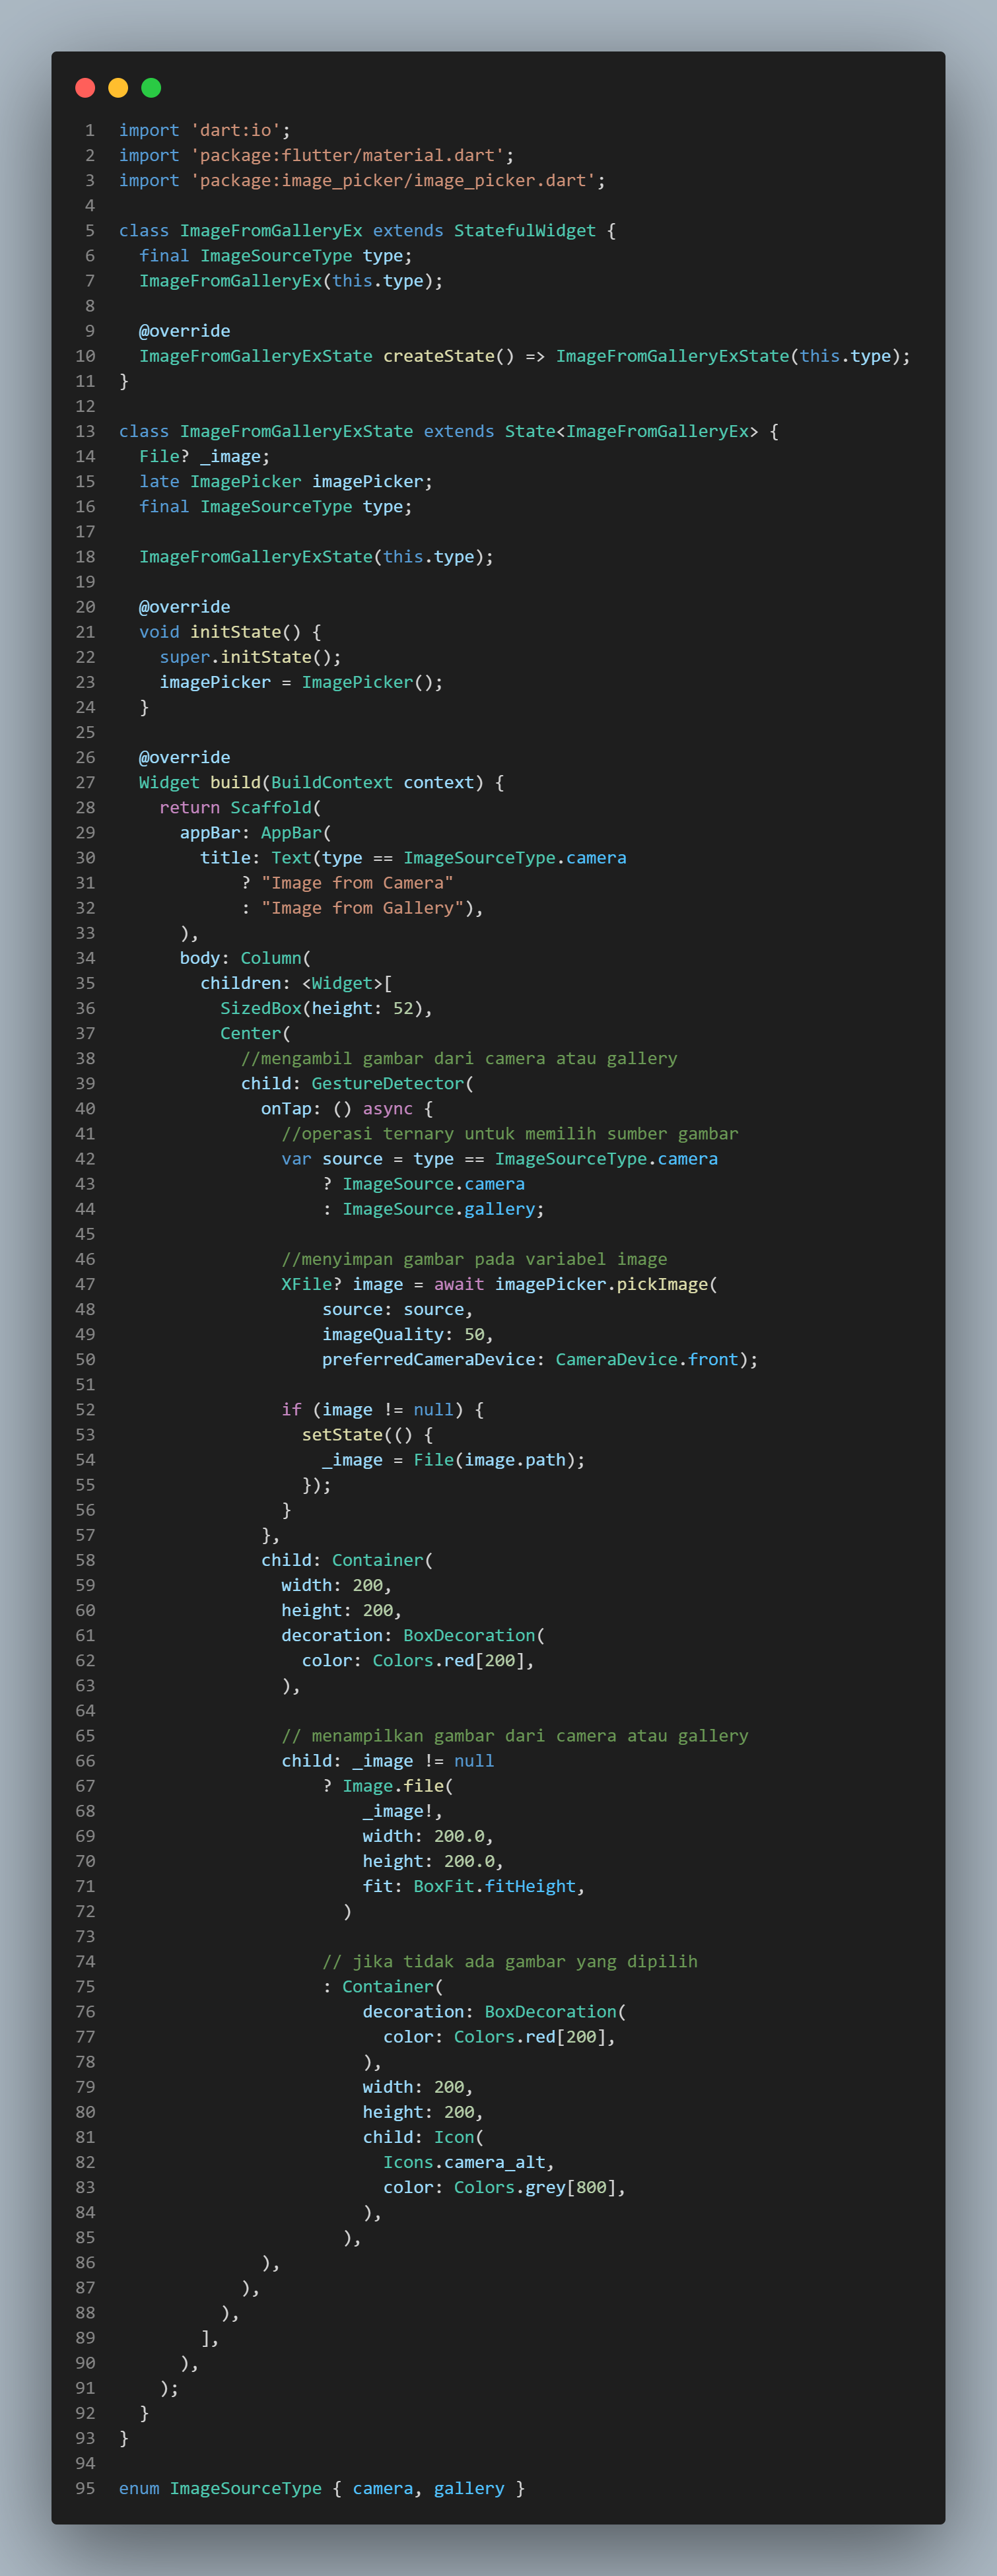 1 import 'dart:io';
2 import 'package:flutter/material.dart';
3 import 'package:image_picker/image_picker.dart';
4
5 class ImageFromGalleryEx extends StatefulWidget {
6   final ImageSourceType type;
7   ImageFromGalleryEx(this.type);
8
9   @override
10   ImageFromGalleryExState createState() => ImageFromGalleryExState(this.type);
11 }
12
13 class ImageFromGalleryExState extends State<ImageFromGalleryEx> {
14   File? _image;
15   late ImagePicker imagePicker;
16   final ImageSourceType type;
17
18   ImageFromGalleryExState(this.type);
19
20   @override
21   void initState() {
22     super.initState();
23     imagePicker = ImagePicker();
24   }
25
26   @override
27   Widget build(BuildContext context) {
28     return Scaffold(
29       appBar: AppBar(
30         title: Text(type == ImageSourceType.camera
31             ? "Image from Camera"
32             : "Image from Gallery"),
33       ),
34       body: Column(
35         children: <Widget>[
36           SizedBox(height: 52),
37           Center(
38             //mengambil gambar dari camera atau gallery
39             child: GestureDetector(
40               onTap: () async {
41                 //operasi ternary untuk memilih sumber gambar
42                 var source = type == ImageSourceType.camera
43                     ? ImageSource.camera
44                     : ImageSource.gallery;
45
46                 //menyimpan gambar pada variabel image
47                 XFile? image = await imagePicker.pickImage(
48                     source: source,
49                     imageQuality: 50,
50                     preferredCameraDevice: CameraDevice.front);
51
52                 if (image != null) {
53                   setState(() {
54                     _image = File(image.path);
55                   });
56                 }
57               },
58               child: Container(
59                 width: 200,
60                 height: 200,
61                 decoration: BoxDecoration(
62                   color: Colors.red[200],
63                 ),
64
65                 // menampilkan gambar dari camera atau gallery
66                 child: _image != null
67                     ? Image.file(
68                         _image!,
69                         width: 200.0,
70                         height: 200.0,
71                         fit: BoxFit.fitHeight,
72                       )
73
74                     // jika tidak ada gambar yang dipilih
75                     : Container(
76                         decoration: BoxDecoration(
77                           color: Colors.red[200],
78                         ),
79                         width: 200,
80                         height: 200,
81                         child: Icon(
82                           Icons.camera_alt,
83                           color: Colors.grey[800],
84                         ),
85                       ),
86               ),
87             ),
88           ),
89         ],
90       ),
91     );
92   }
93 }
94
95 enum ImageSourceType { camera, gallery }